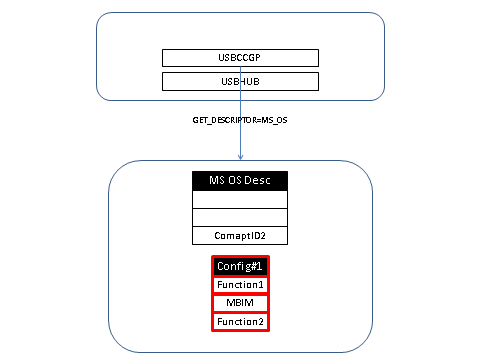 USBCCGP
USBHUB
GET_DESCRIPTOR=MS_OS
MS OS Desc
ComaptID2
Config#1
Function1
MBIM
Function2